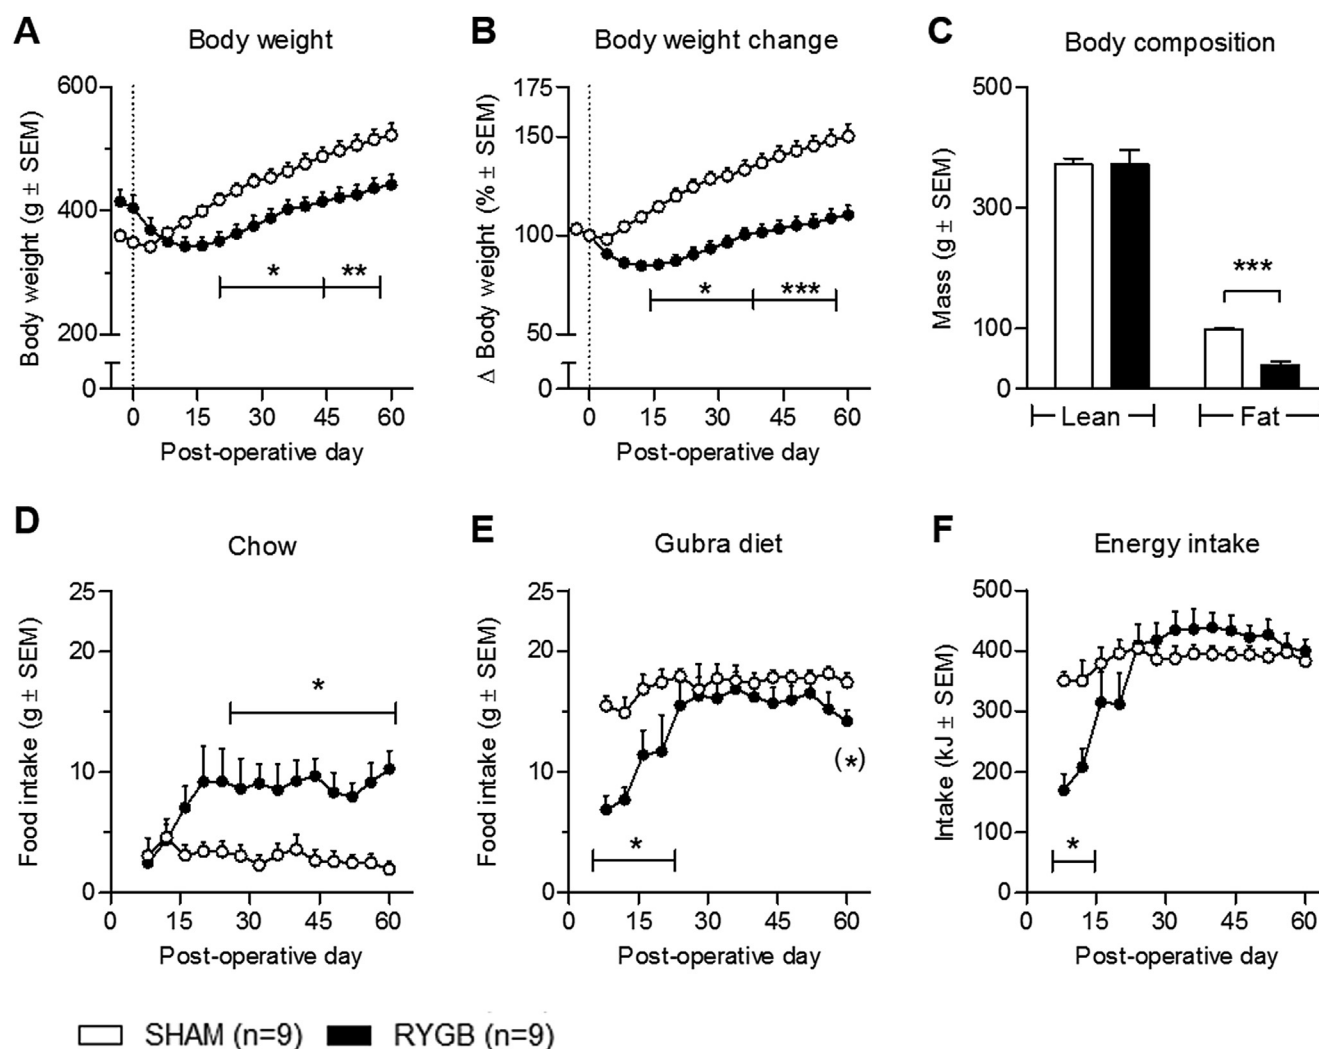 A
Body weight
Body weight (g ± SEM)
600
400
200
0
0 15 30 45 60
Post-operative day
* **
B
Body weight change
Δ Body weight (% ± SEM)
175
150
100
50
0
0 15 30 45 60
Post-operative day
* ***
C
Body composition
Mass (g ± SEM)
500
300
100
0
***
Lean Fat
D
Chow
Food intake (g ± SEM)
25
20
10
0
0 15 30 45 60
Post-operative day
*
E
Gubra diet
Food intake (g ± SEM)
25
20
10
0
0 15 30 45 60
Post-operative day
*
(*)
F
Energy intake
Intake (kJ ± SEM)
500
400
300
200
100
0
0 15 30 45 60
Post-operative day
*
SHAM (n=9) RYGB (n=9)